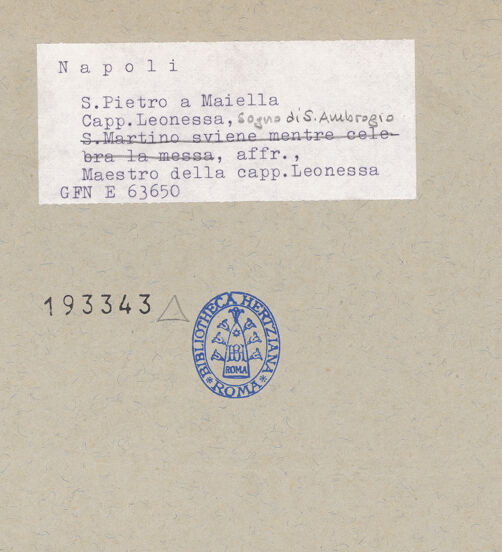 Napoli
S.Pietro a Maiella
Capp.Leonessa, Sogno di S. Ambrogio
S.Martino sviene mentre cele-
bra la messa, affr.,
Maestro della capp.Leonessa
GFN E 63650
193343
BIBLIOTHECA HERTZIANA
BH
ROMA
* ROMA *